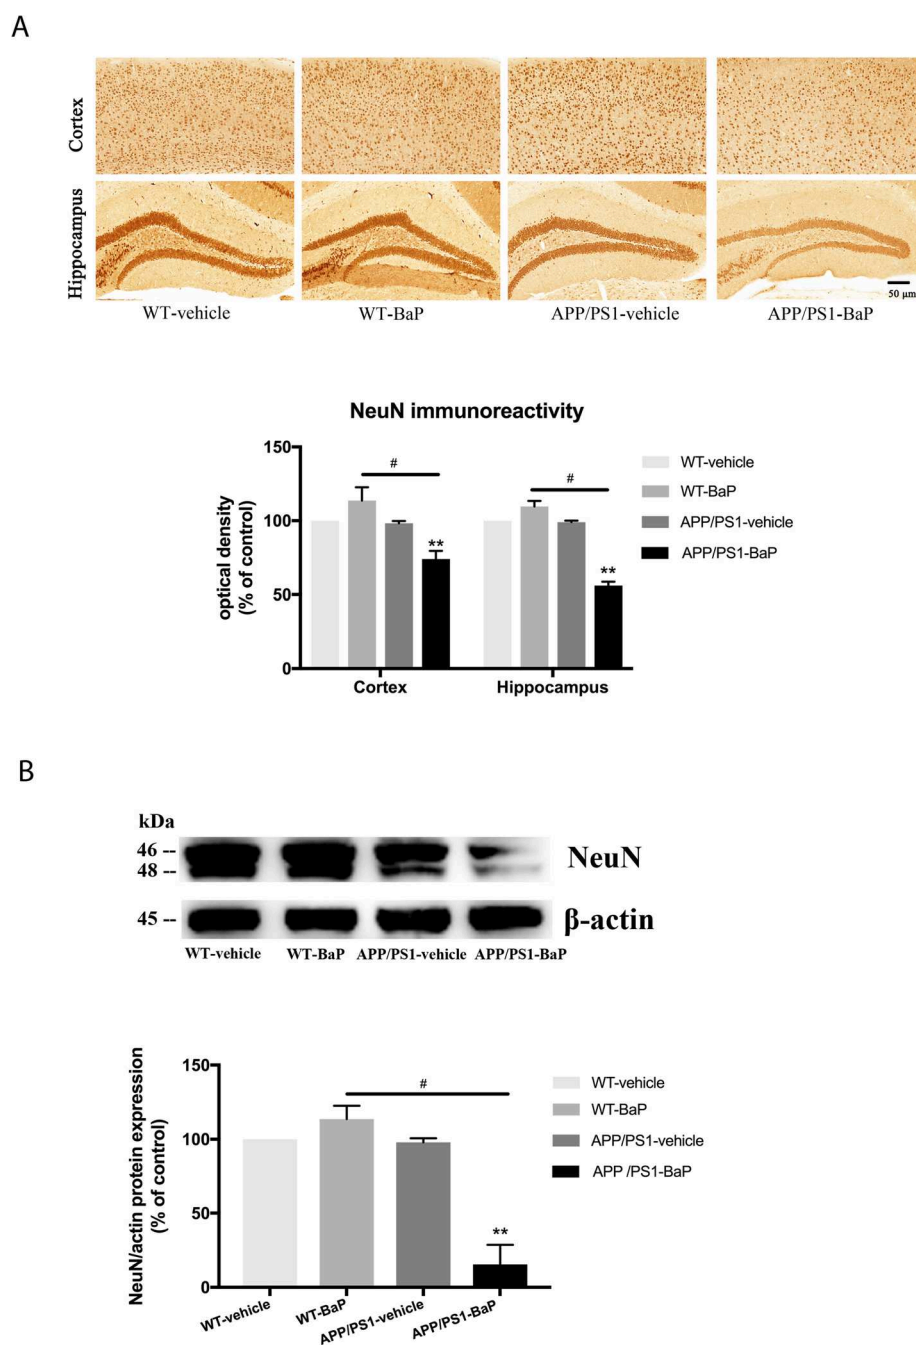 A
Cortex
Hippocampus
50 µm
WT-vehicle WT-BaP APP/PS1-vehicle APP/PS1-BaP
NeuN immunoreactivity
optical density
(% of control)
150
100
50
0
#
**
#
**
Cortex Hippocampus
WT-vehicle
WT-BaP
APP/PS1-vehicle
APP/PS1-BaP
B
kDa
46 --
48 --
NeuN
45 --
β-actin
WT-vehicle WT-BaP APP/PS1-vehicle APP/PS1-BaP
NeuN/actin protein expression
(% of control)
150
100
50
0
#
**
WT-vehicle
WT-BaP
APP/PS1-vehicle
APP/PS1-BaP
WT-vehicle
WT-BaP
APP/PS1-vehicle
APP /PS1-BaP